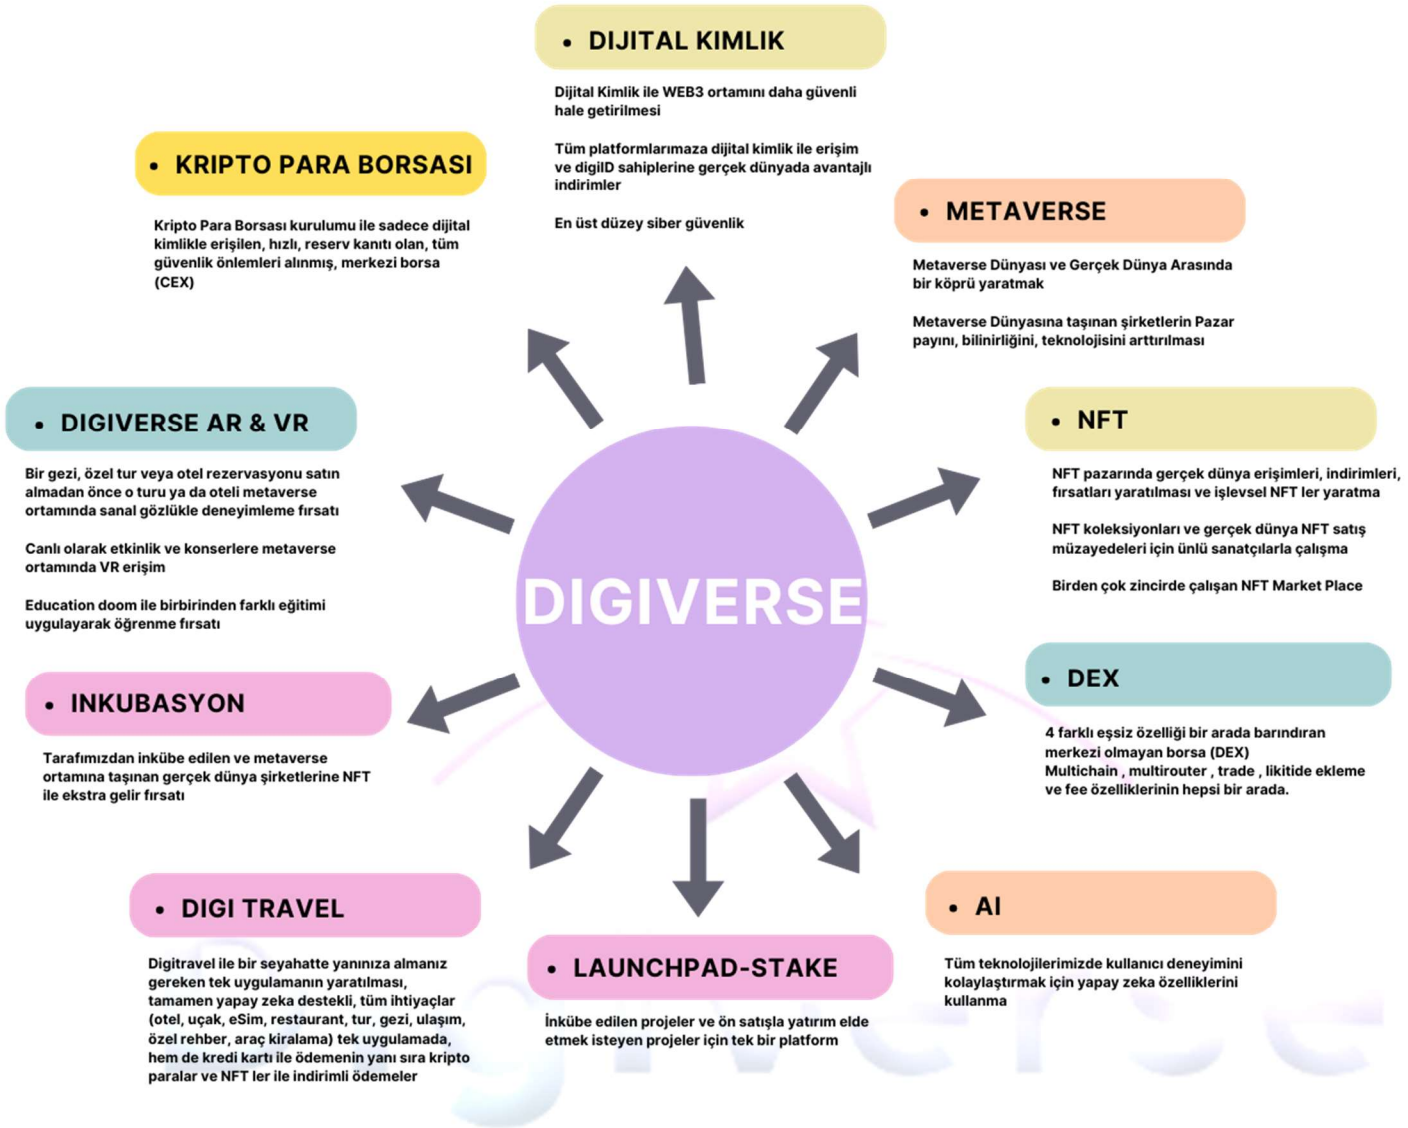 • DIJITAL KIMLIK
Dijital Kimlik ile WEB3 ortamını daha güvenli
hale getirilmesi
Tüm platformlarımaza dijital kimlik ile erişim
ve digiID sahiplerine gerçek dünyada avantajlı
indirimler
En üst düzey siber güvenlik
• KRIPTO PARA BORSASI
Kripto Para Borsası kurulumu ile sadece dijital
kimlikle erişilen, hızlı, reserv kanıtı olan, tüm
güvenlik önlemleri alınmış, merkezi borsa
(CEX)
• METAVERSE
Metaverse Dünyası ve Gerçek Dünya Arasında
bir köprü yaratmak
Metaverse Dünyasına taşınan şirketlerin Pazar
payını, bilinirliğini, teknolojisini arttırılması
• DIGIVERSE AR & VR
Bir gezi, özel tur veya otel rezervasyonu satın
almadan önce o turu ya da oteli metaverse
ortamında sanal gözlükle deneyimleme fırsatı
Canlı olarak etkinlik ve konserlere metaverse
ortamında VR erişim
Education doom ile birbirinden farklı eğitimi
uygulayarak öğrenme fırsatı
• NFT
NFT pazarında gerçek dünya erişimleri, indirimleri,
fırsatları yaratılması ve işlevsel NFT ler yaratma
NFT koleksiyonları ve gerçek dünya NFT satış
müzayedeleri için ünlü sanatçılarla çalışma
Birden çok zincirde çalışan NFT Market Place
DIGIVERSE
• INKUBASYON
Tarafımızdan inkübe edilen ve metaverse
ortamına taşınan gerçek dünya şirketlerine NFT
ile ekstra gelir fırsatı
• DEX
4 farklı eşsiz özelliği bir arada barındıran
merkezi olmayan borsa (DEX)
Multichain , multirouter , trade , likitide ekleme
ve fee özelliklerinin hepsi bir arada.
• DIGI TRAVEL
Digitravel ile bir seyahatte yanınıza almanız
gereken tek uygulamanın yaratılması,
tamamen yapay zeka destekli, tüm ihtiyaçlar
(otel, uçak, eSim, restaurant, tur, gezi, ulaşım,
özel rehber, araç kiralama) tek uygulamada,
hem de kredi kartı ile ödemenin yanı sıra kripto
paralar ve NFT ler ile indirimli ödemeler
• LAUNCHPAD-STAKE
İnkübe edilen projeler ve ön satışla yatırım elde
etmek isteyen projeler için tek bir platform
• AI
Tüm teknolojilerimizde kullanıcı deneyimini
kolaylaştırmak için yapay zeka özelliklerini
kullanma
Digiverse